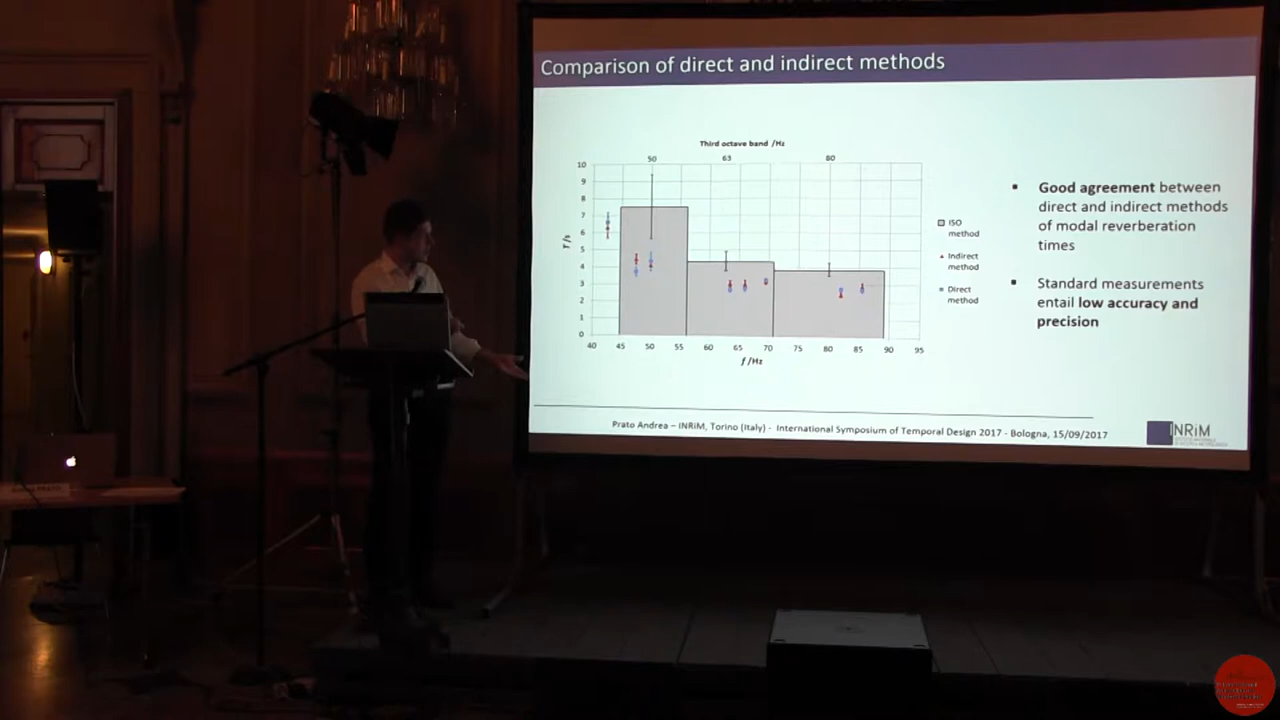 Comparison of direct and indirect methods
Third octave band /Hz
50 63 80
10
9
8
7
6
5
4
3
2
1
0
T/s
40 45 50 55 60 65 70 75 80 85 90 95
f/Hz
ISO
method
Indirect
method
Direct
method
Good agreement between
direct and indirect methods
of modal reverberation
times
Standard measurements
entail low accuracy and
precision
Prato Andrea – INRiM, Torino (Italy) - International Symposium of Temporal Design 2017 - Bologna, 15/09/2017
INRiM